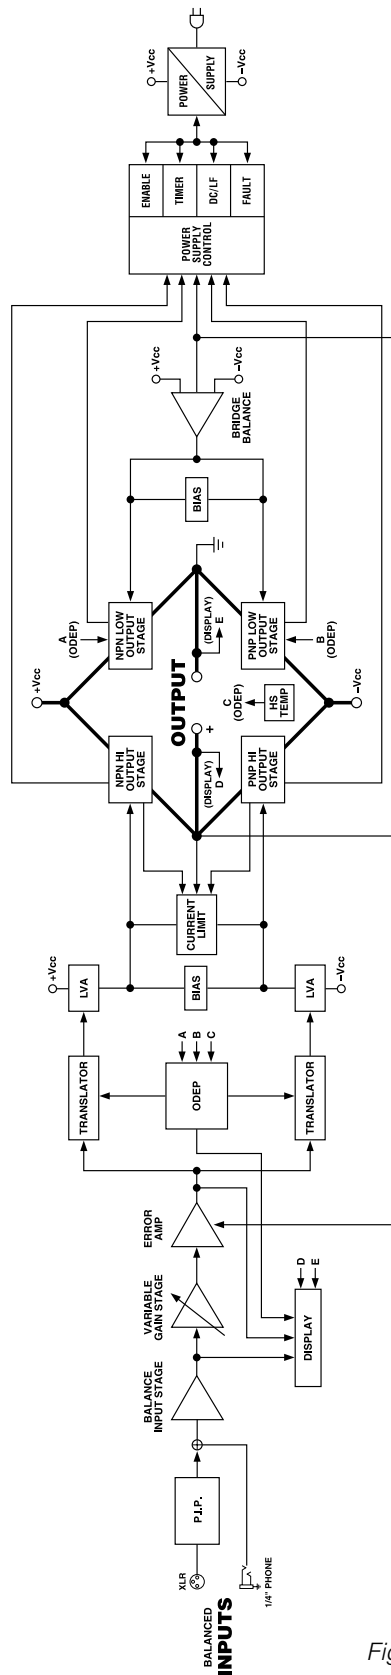 BALANCED
INPUTS
XLR
1/4" PHONE
P.I.P.
BALANCE
INPUT STAGE
VARIABLE
GAIN STAGE
ERROR
AMP
DISPLAY
D
E
TRANSLATOR
ODEP
A
B
C
TRANSLATOR
+Vcc
LVA
BIAS
LVA
−Vcc
CURRENT
LIMIT
NPN HI
OUTPUT
STAGE
PNP HI
OUTPUT
STAGE
(DISPLAY)
D
+
OUTPUT
+Vcc
C
(ODEP)
HS
TEMP
−Vcc
A
(ODEP)
NPN LOW
OUTPUT
STAGE
(DISPLAY)
E
PNP LOW
OUTPUT
STAGE
B
(ODEP)
BIAS
BRIDGE
BALANCE
+Vcc
−Vcc
POWER
SUPPLY
CONTROL
ENABLE
TIMER
DC/LF
FAULT
+Vcc
POWER
SUPPLY
−Vcc
Fig